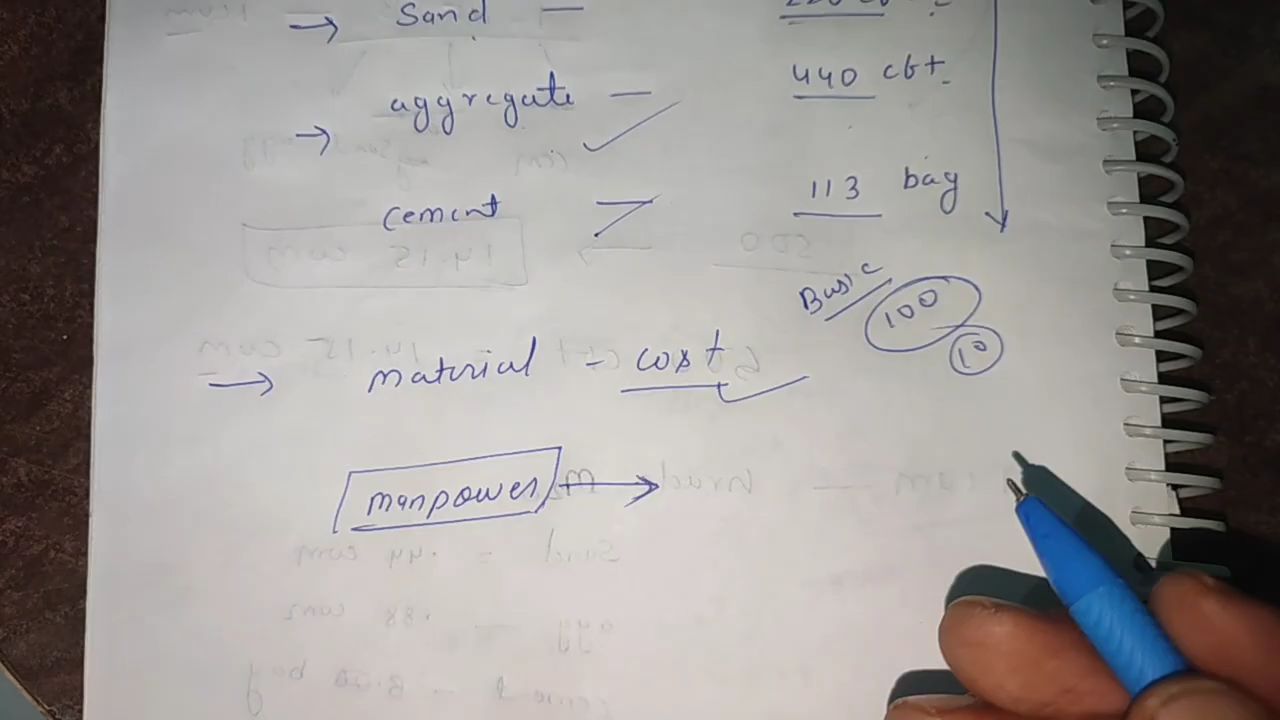 → Sand —
aggregate — 440 cft.
→
cement 113 bag
Basic 100
10
→ material - cost
manpower →